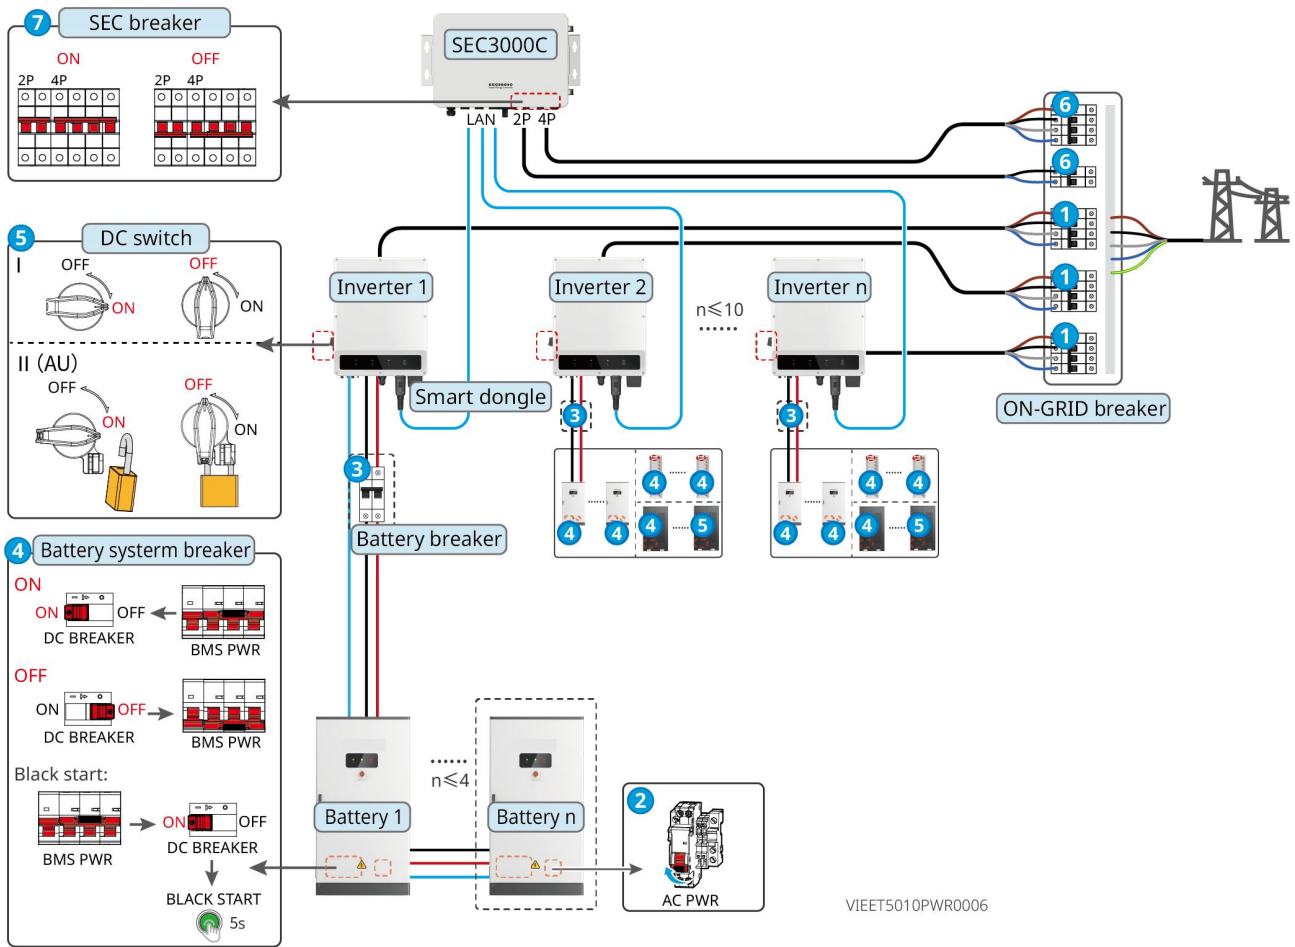 7 SEC breaker
ON OFF
2P 4P 2P 4P
SEC3000C
LAN 2P 4P
6
6
1
1
1
ON-GRID breaker
5 DC switch
I
OFF OFF
ON ON
II (AU)
OFF OFF
ON ON
Inverter 1
Inverter 2
n≤10
......
Inverter n
Smart dongle
3
3
3
Battery breaker
4 4 4 4
4 4 4 5
4 4 4 4
4 4 4 5
4 Battery systerm breaker
ON
ON OFF
DC BREAKER
BMS PWR
OFF
ON OFF
DC BREAKER
BMS PWR
Black start:
BMS PWR
ON OFF
DC BREAKER
BLACK START
5s
......
n≤4
Battery 1
Battery n
2
AC PWR
VIEET5010PWR0006